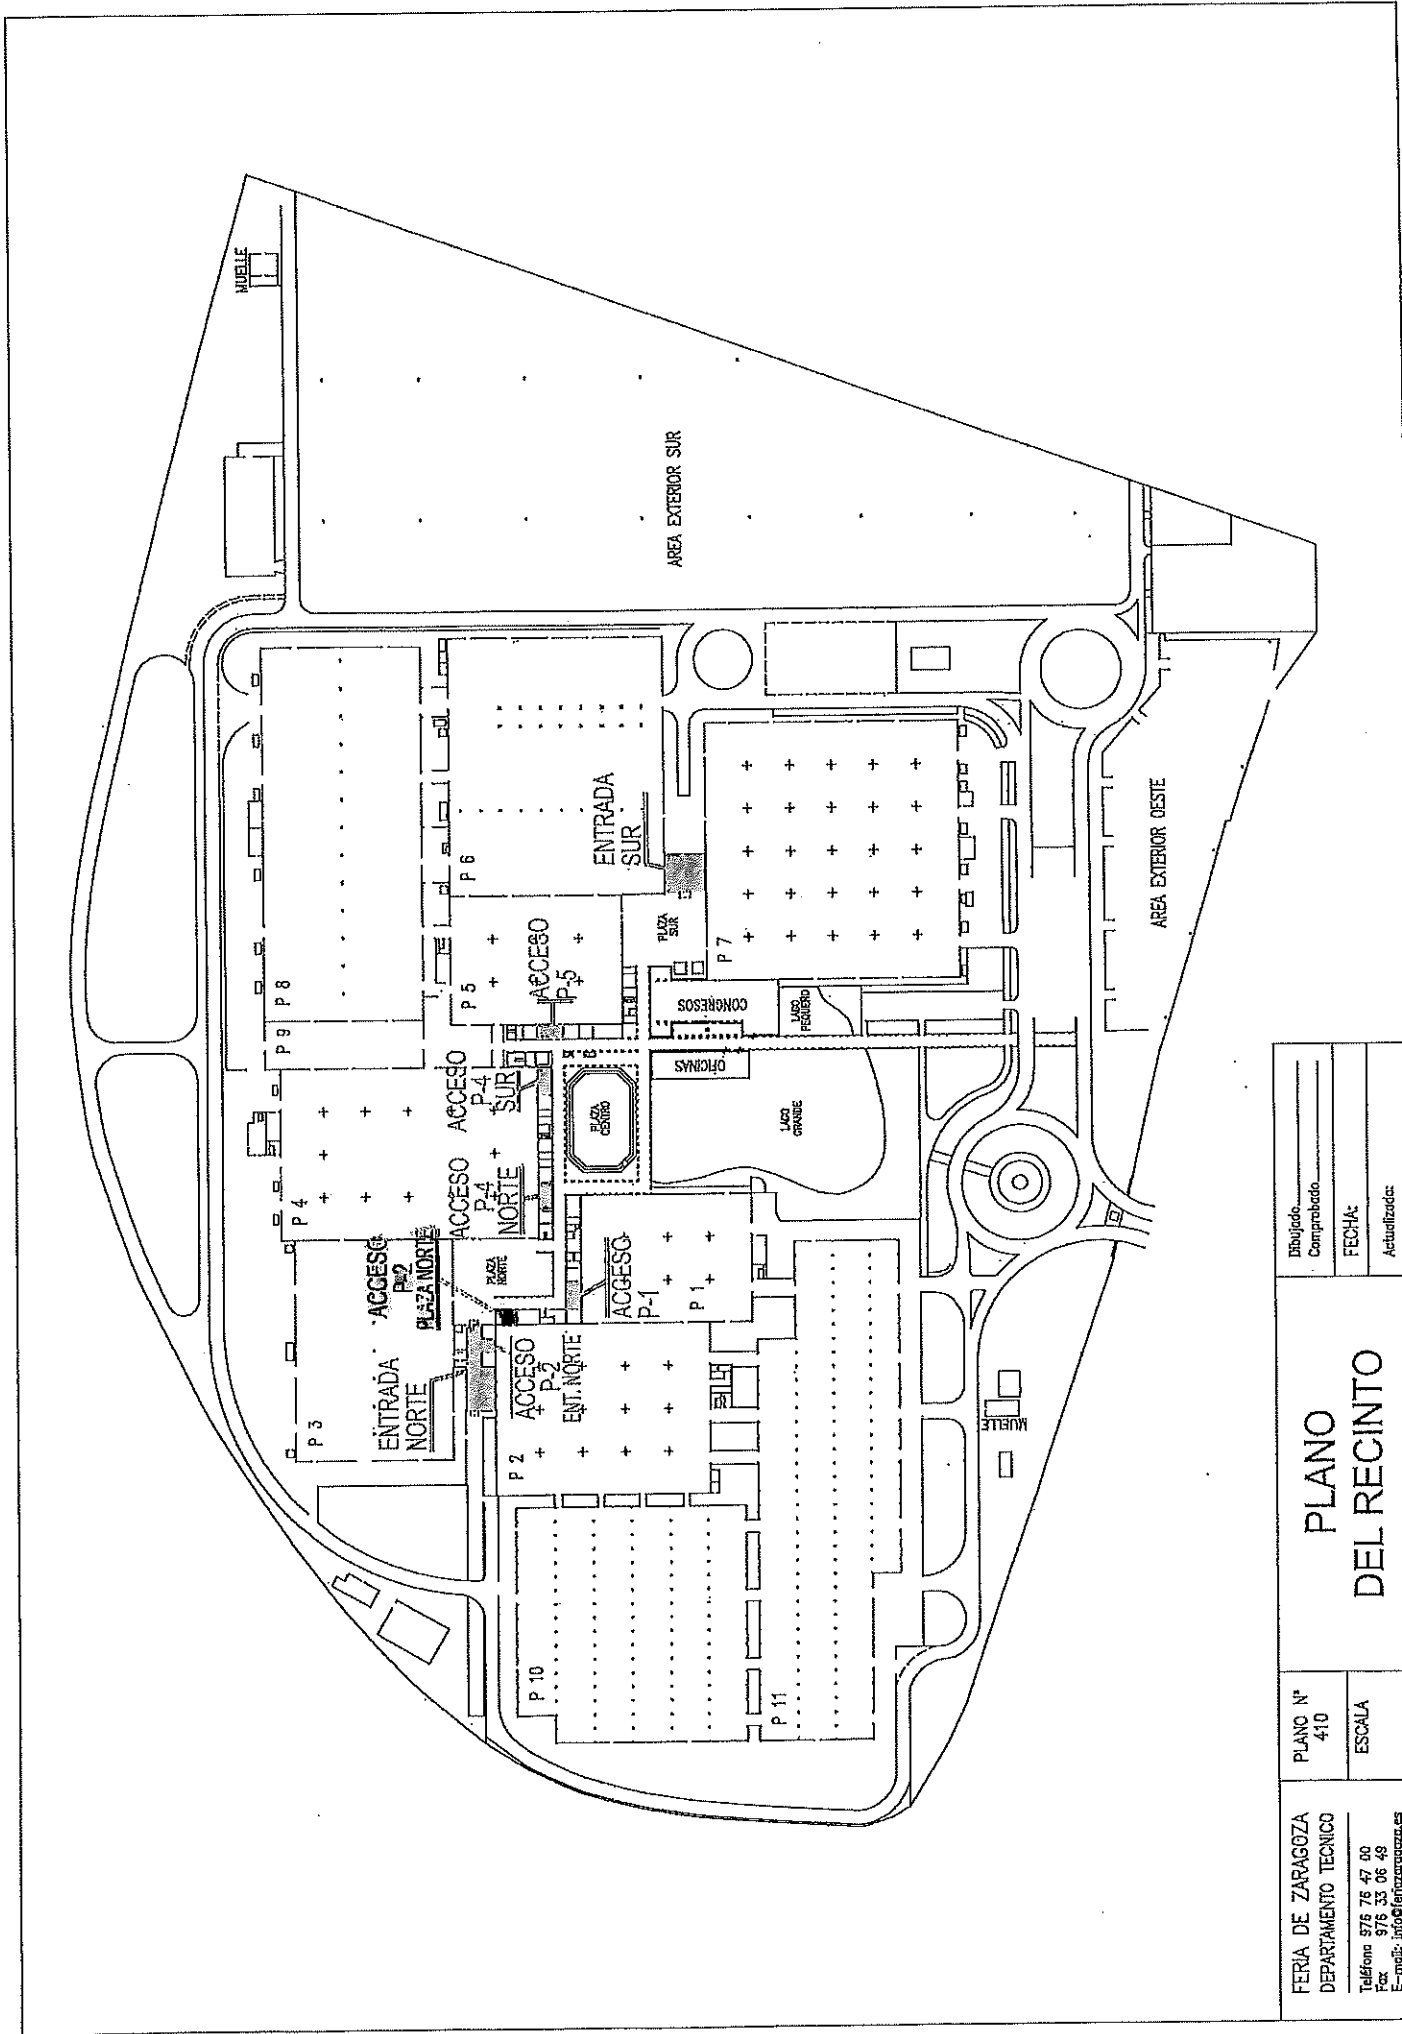 MUELLE
AREA EXTERIOR SUR
P 8
P 9
P 6
P 5
ENTRADA
SUR
PLAZA
SUR
P 7
ACCESO
P-5
CONGRESOS
LAGO
PEQUEÑO
OFICINAS
PLAZA
CENTRO
LAGO
GRANDE
AREA EXTERIOR OESTE
P 4
ACCESO
P-4
SUR
ACCESO
P-4
NORTE
ACCESO
P-2
PLAZA NORTE
PLAZA
NORTE
ACCESO
P-1
P 1
P 3
ENTRADA
NORTE
ACCESO
P-2
ENT. NORTE
P 2
P 10
P 11
MUELLE
FERIA DE ZARAGOZA
DEPARTAMENTO TECNICO
Teléfono 976 76 47 00
Fax 976 33 06 49
E-mail: info@feriazaragoza.es
PLANO Nº
410
ESCALA
PLANO
DEL RECINTO
Dibujado
Comprobado
FECHA:
Actualizado: